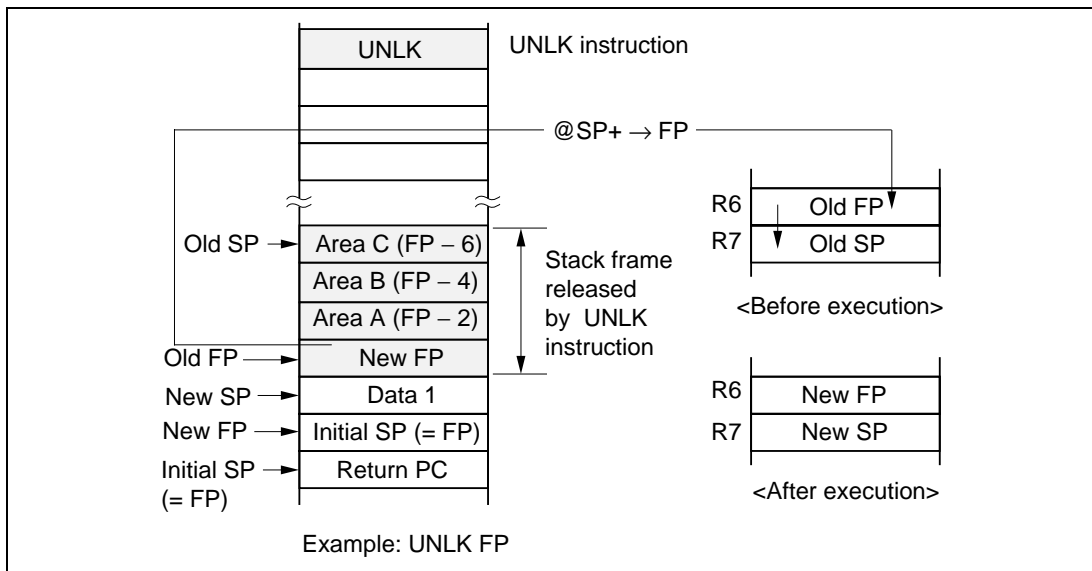 UNLK
UNLK instruction
@SP+ → FP
Old SP
Area C (FP – 6)
Area B (FP – 4)
Area A (FP – 2)
Old FP
New FP
New SP
Data 1
New FP
Initial SP (= FP)
Initial SP
(= FP)
Return PC
Stack frame
released
by UNLK
instruction
R6
Old FP
R7
Old SP
<Before execution>
R6
New FP
R7
New SP
<After execution>
Example: UNLK FP